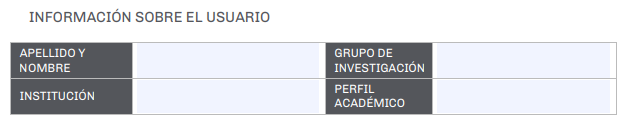 INFORMACIÓN SOBRE EL USUARIO
APELLIDO Y
NOMBRE
GRUPO DE
INVESTIGACIÓN
INSTITUCIÓN
PERFIL
ACADÉMICO